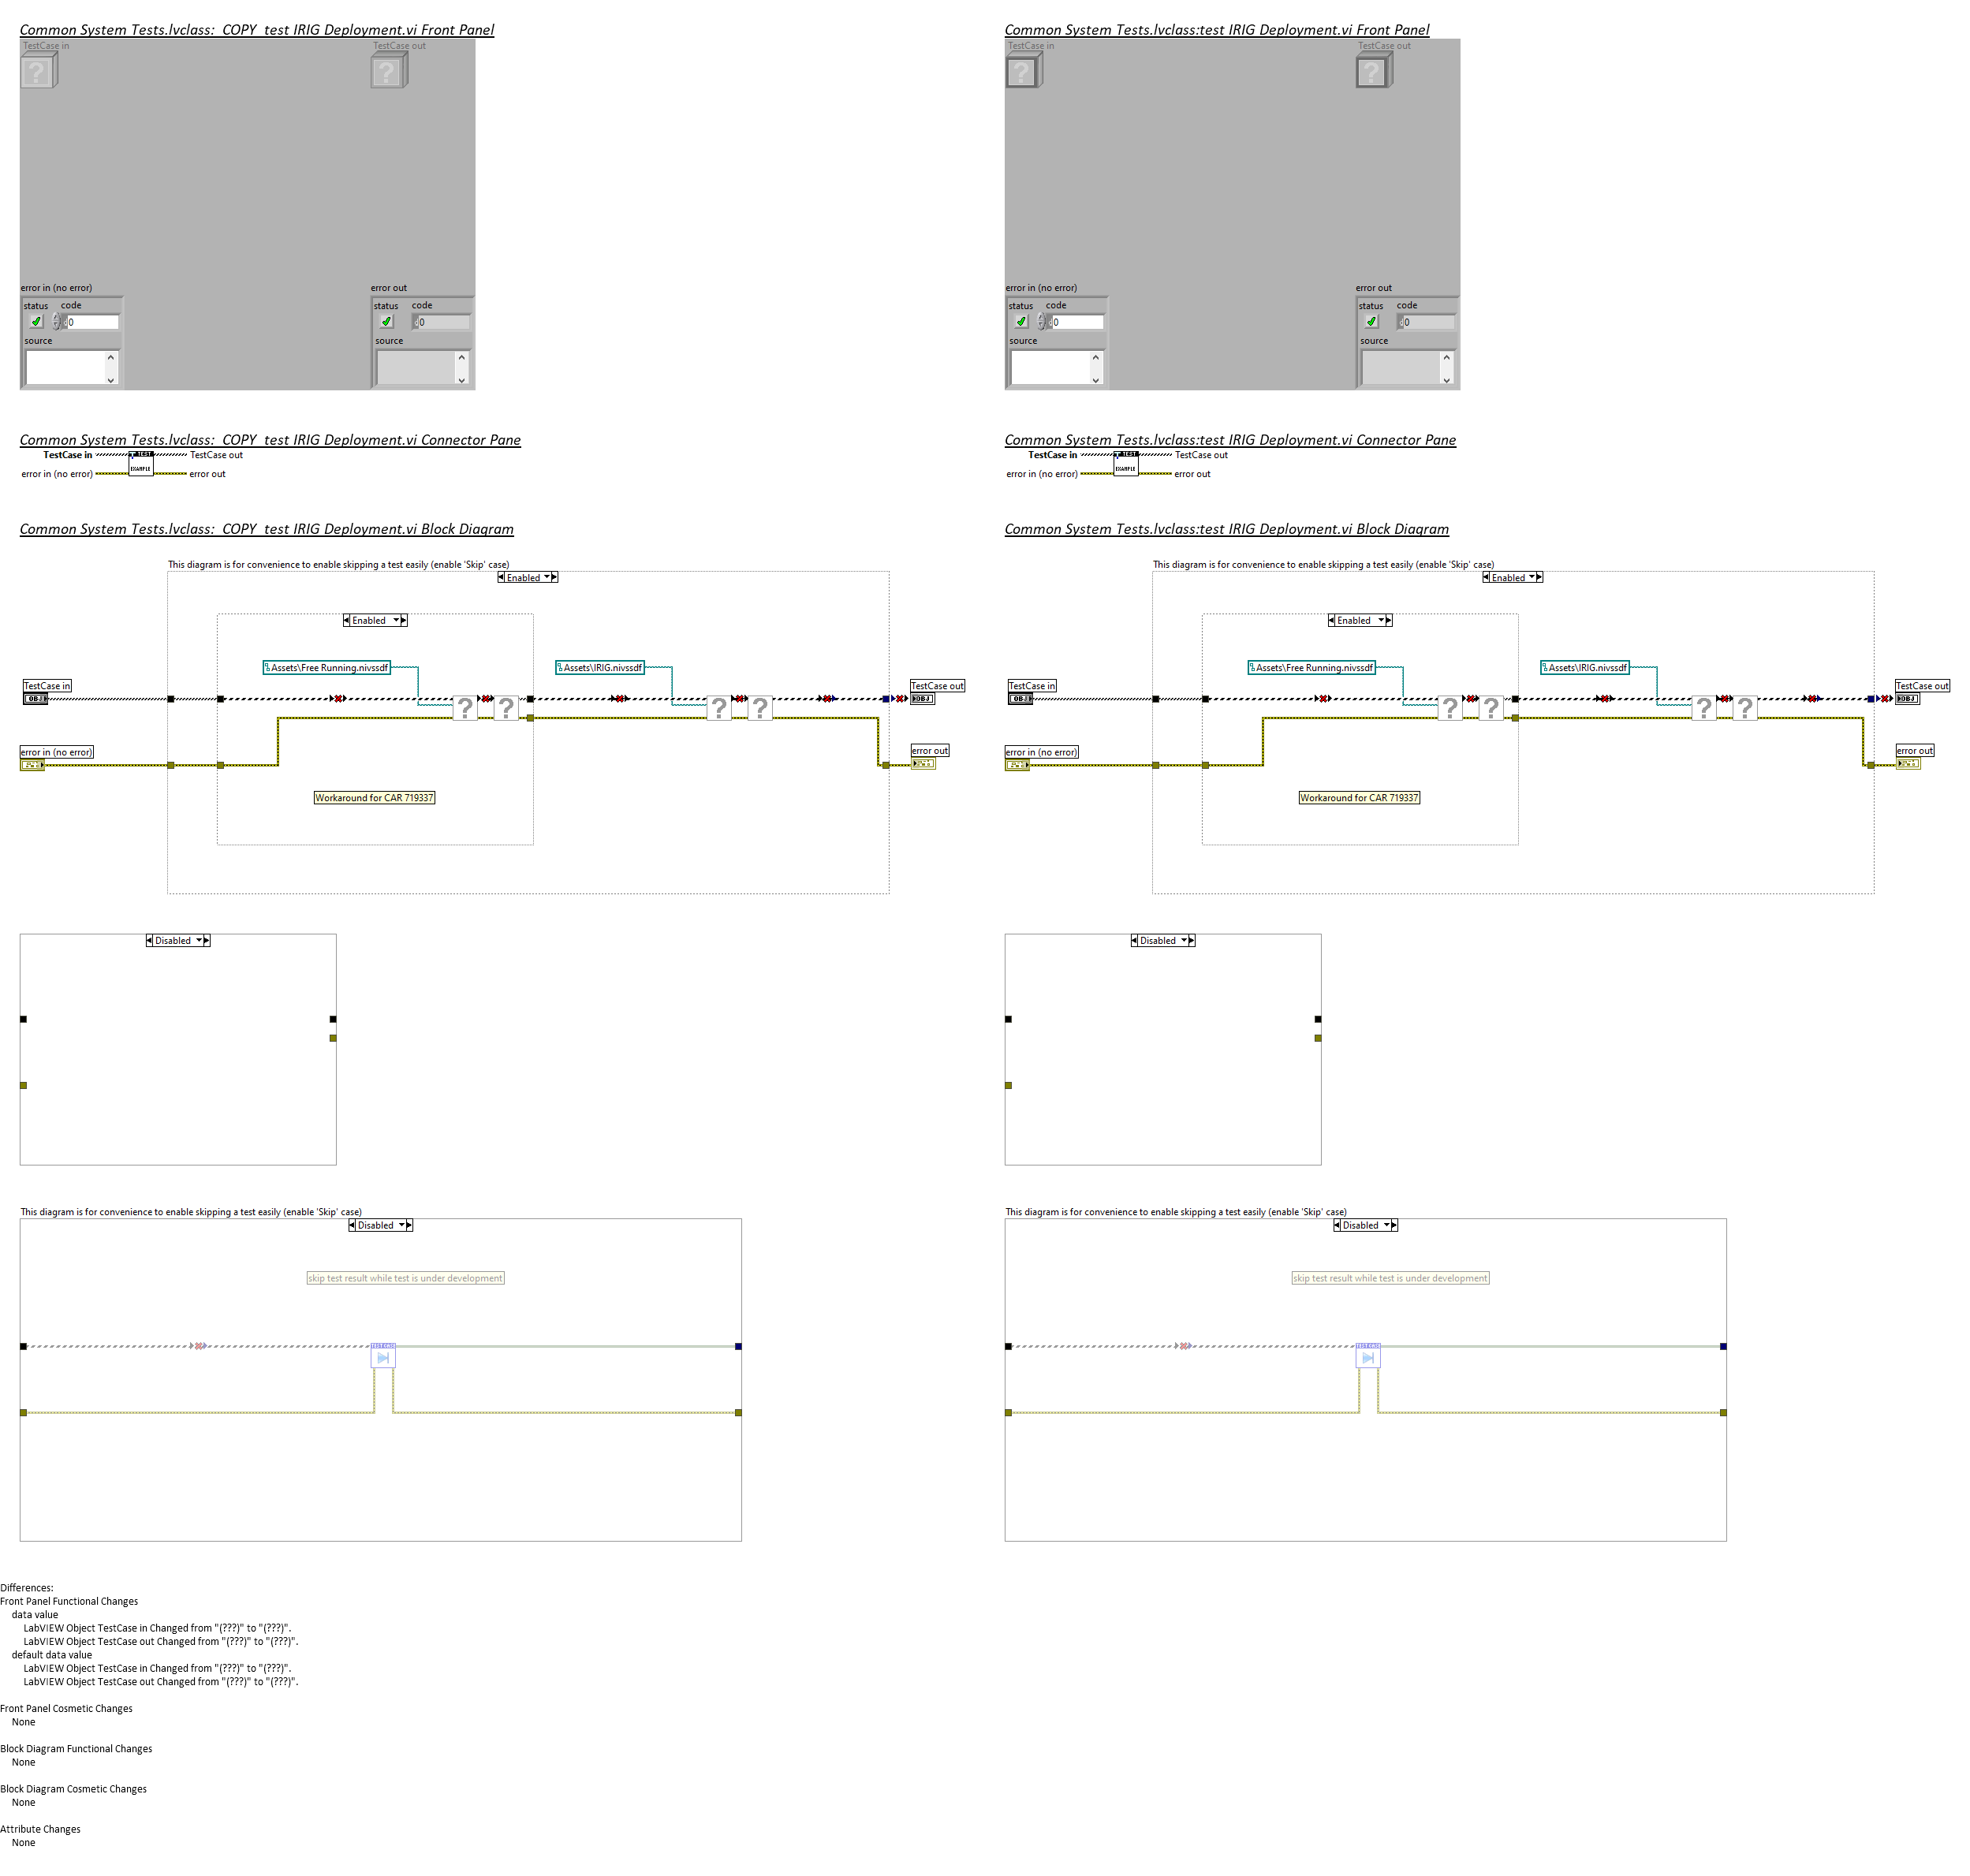 Common System Tests.lvclass:_COPY_test IRIG Deployment.vi Front Panel
TestCase in
TestCase out
error in (no error)
error out
status
code
status
code
0
0
source
source
Common System Tests.lvclass:_COPY_test IRIG Deployment.vi Connector Pane
TestCase in
TestCase out
TEST
EXAMPLE
error in (no error)
error out
Common System Tests.lvclass:_COPY_test IRIG Deployment.vi Block Diagram
This diagram is for convenience to enable skipping a test easily (enable 'Skip' case)
Enabled
Enabled
Assets\Free Running.nivssdf
Assets\IRIG.nivssdf
TestCase in
OBJ
TestCase out
OBJ
error in (no error)
error out
Workaround for CAR 719337
Disabled
This diagram is for convenience to enable skipping a test easily (enable 'Skip' case)
Disabled
skip test result while test is under development
Common System Tests.lvclass:test IRIG Deployment.vi Front Panel
TestCase in
TestCase out
error in (no error)
error out
status
code
status
code
0
0
source
source
Common System Tests.lvclass:test IRIG Deployment.vi Connector Pane
TestCase in
TestCase out
TEST
EXAMPLE
error in (no error)
error out
Common System Tests.lvclass:test IRIG Deployment.vi Block Diagram
This diagram is for convenience to enable skipping a test easily (enable 'Skip' case)
Enabled
Enabled
Assets\Free Running.nivssdf
Assets\IRIG.nivssdf
TestCase in
OBJ
TestCase out
OBJ
error in (no error)
error out
Workaround for CAR 719337
Disabled
This diagram is for convenience to enable skipping a test easily (enable 'Skip' case)
Disabled
skip test result while test is under development
Differences:
Front Panel Functional Changes
data value
LabVIEW Object TestCase in Changed from "(???)" to "(???)".
LabVIEW Object TestCase out Changed from "(???)" to "(???)".
default data value
LabVIEW Object TestCase in Changed from "(???)" to "(???)".
LabVIEW Object TestCase out Changed from "(???)" to "(???)".
Front Panel Cosmetic Changes
None
Block Diagram Functional Changes
None
Block Diagram Cosmetic Changes
None
Attribute Changes
None